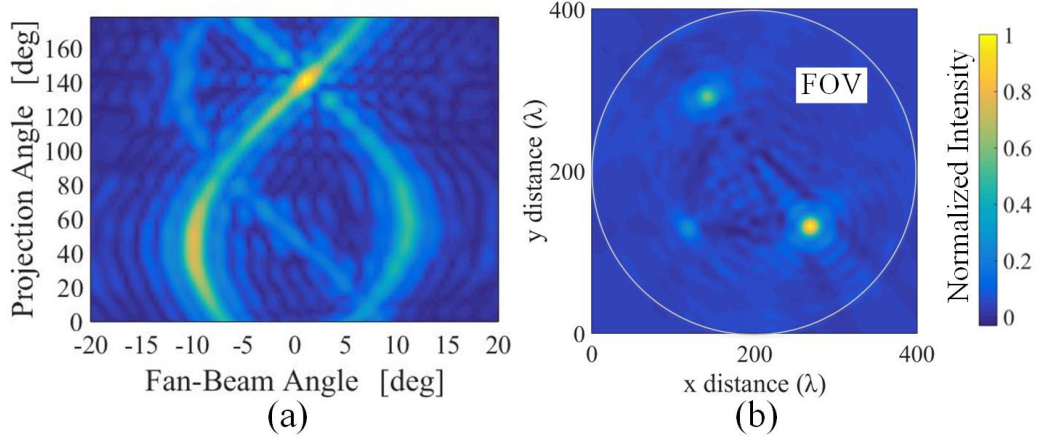 Projection Angle [deg]
180
160
140
120
100
80
60
40
20
0
-20 -15 -10 -5 0 5 10 15 20
Fan-Beam Angle [deg]
(a)
y distance (λ)
400
200
0
FOV
0 200 400
x distance (λ)
(b)
Normalized Intensity
1
0.8
0.6
0.4
0.2
0